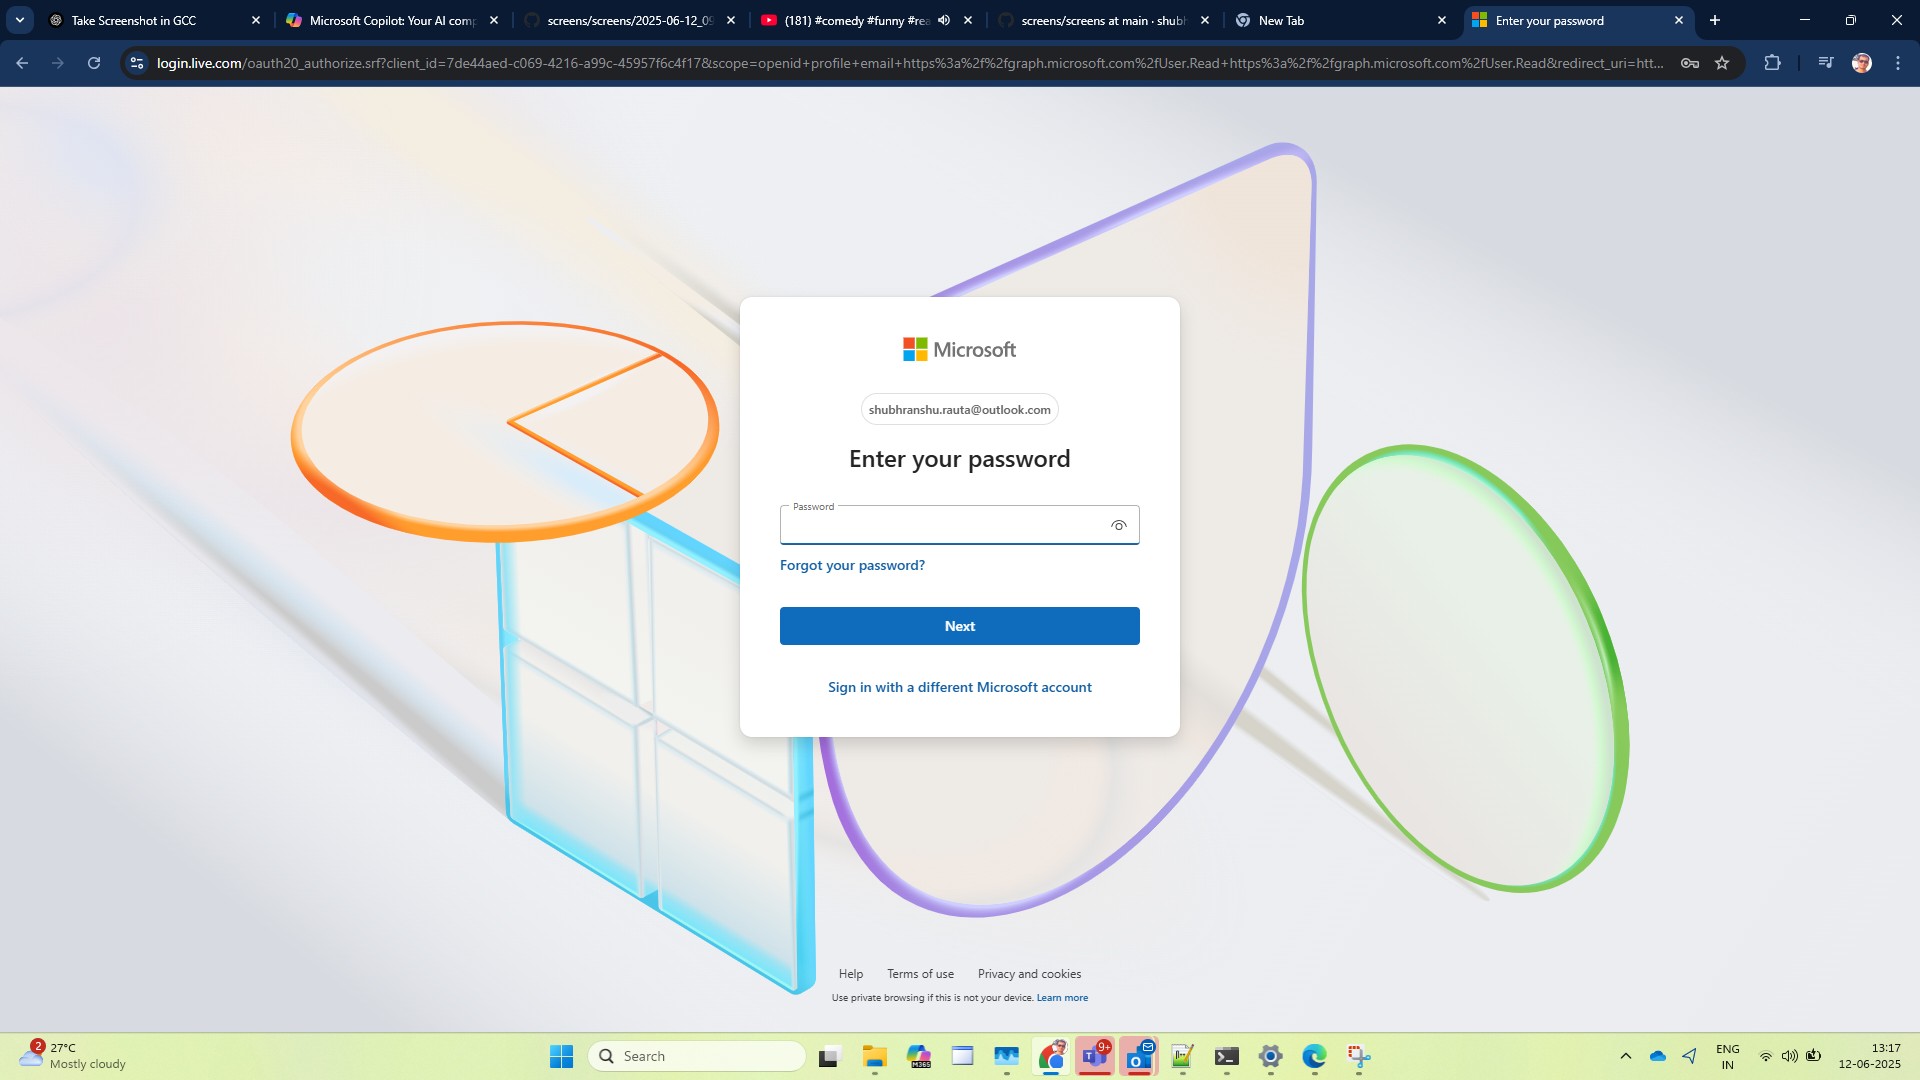 Take Screenshot in GCC
Microsoft Copilot: Your AI comp
screens/screens/2025-06-12_09
(181) #comedy #funny #rea
screens/screens at main · shubh
New Tab
Enter your password
login.live.com/oauth20_authorize.srf?client_id=7de44aed-c069-4216-a99c-45957f6c4f17&scope=openid+profile+email+https%3a%2f%2fgraph.microsoft.com%2fUser.Read+https%3a%2f%2fgraph.microsoft.com%2fUser.Read&redirect_uri=htt...
Microsoft
shubhranshu.rauta@outlook.com
Enter your password
Password
Forgot your password?
Next
Sign in with a different Microsoft account
Help Terms of use Privacy and cookies
Use private browsing if this is not your device. Learn more
2
27°C
Mostly cloudy
Search
M365
9+
ENG
IN
13:17
12-06-2025